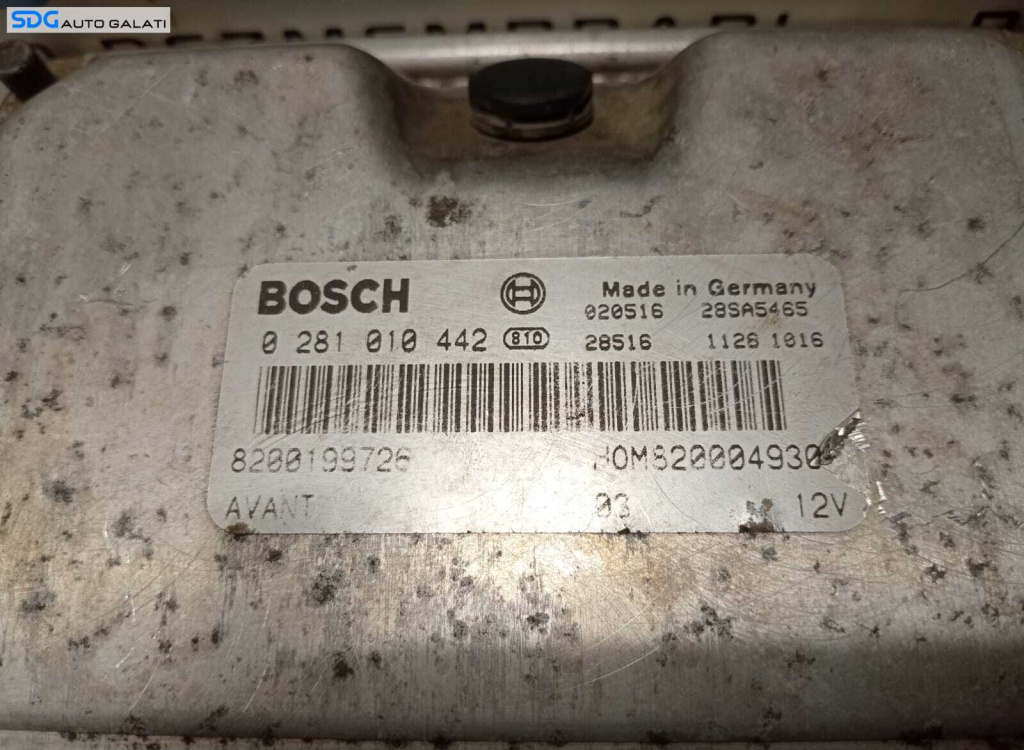 SDG AUTO GALATI
BOSCH Made in Germany
020516 28SA5465
0 281 010 442 810 28516 1128 1016
8200199726
AVANT 03 12V